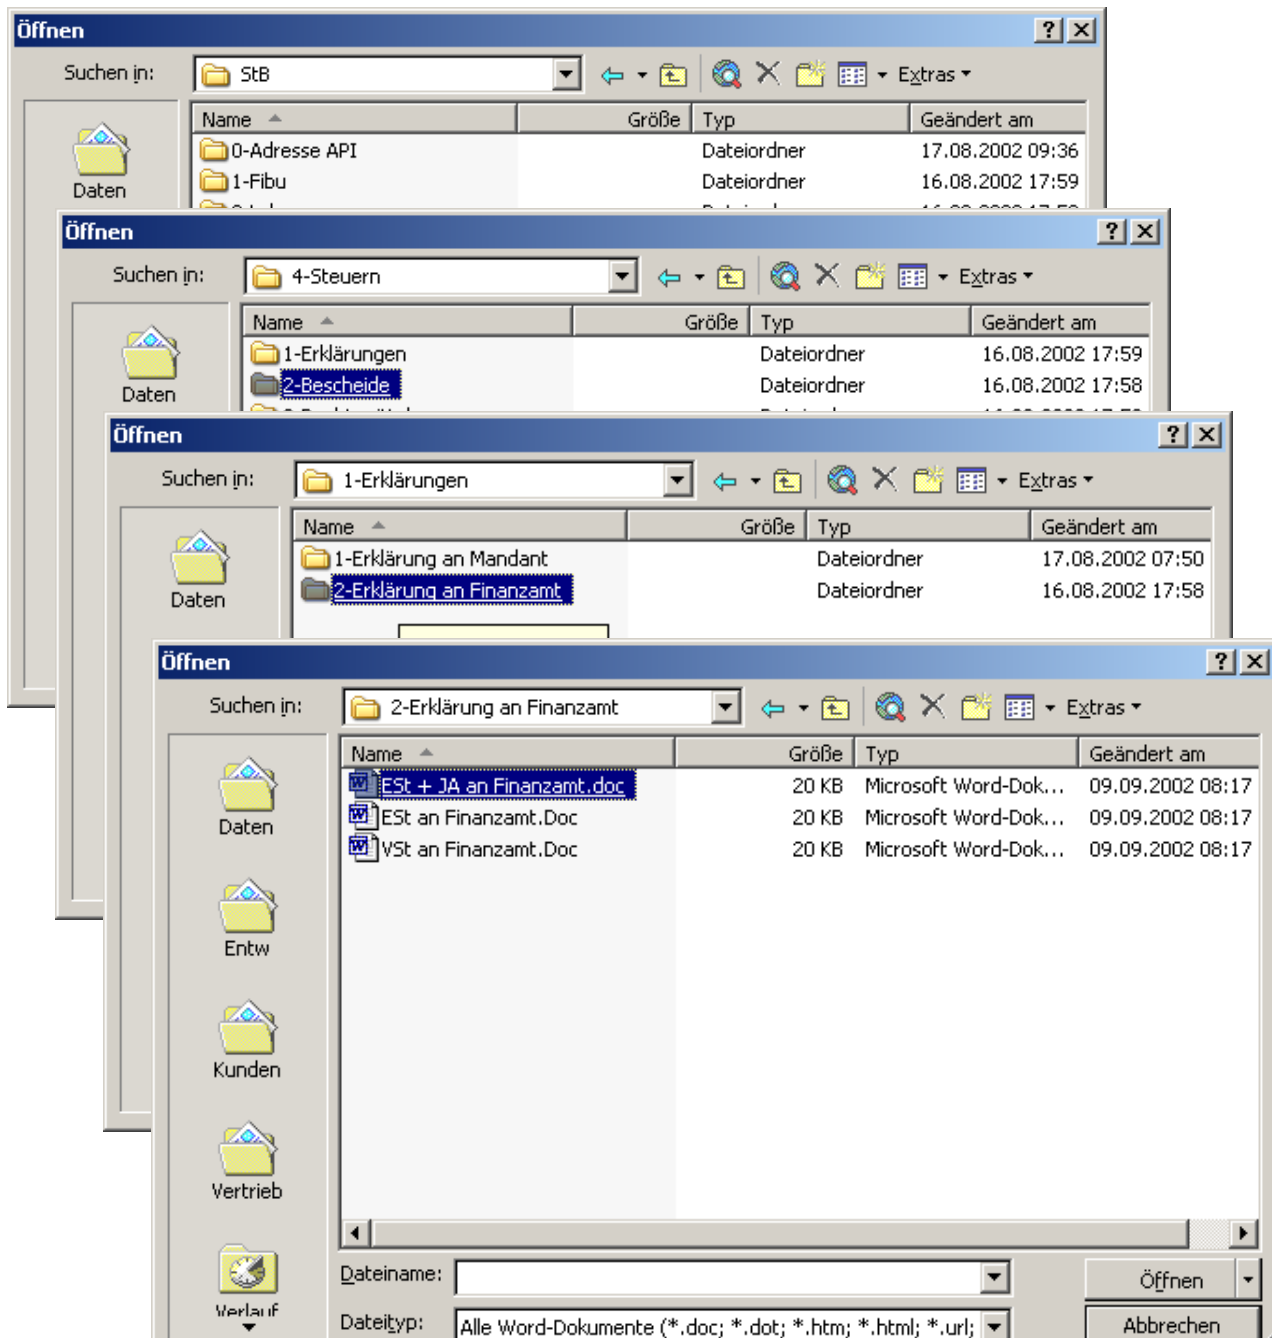 Öffnen
Suchen in: StB Extras
Name Größe Typ Geändert am
0-Adresse API Dateiordner 17.08.2002 09:36
1-Fibu Dateiordner 16.08.2002 17:59
Daten
Öffnen
Suchen in: 4-Steuern Extras
Name Größe Typ Geändert am
1-Erklärungen Dateiordner 16.08.2002 17:59
2-Bescheide Dateiordner 16.08.2002 17:58
Daten
Öffnen
Suchen in: 1-Erklärungen Extras
Name Größe Typ Geändert am
1-Erklärung an Mandant Dateiordner 17.08.2002 07:50
2-Erklärung an Finanzamt Dateiordner 16.08.2002 17:58
Daten
Öffnen
Suchen in: 2-Erklärung an Finanzamt Extras
Name Größe Typ Geändert am
ESt + JA an Finanzamt.doc 20 KB Microsoft Word-Dok... 09.09.2002 08:17
ESt an Finanzamt.Doc 20 KB Microsoft Word-Dok... 09.09.2002 08:17
VSt an Finanzamt.Doc 20 KB Microsoft Word-Dok... 09.09.2002 08:17
Daten
Entw
Kunden
Vertrieb
Verlauf
Dateiname: Öffnen
Dateityp: Alle Word-Dokumente (*.doc; *.dot; *.htm; *.html; *.url; Abbrechen